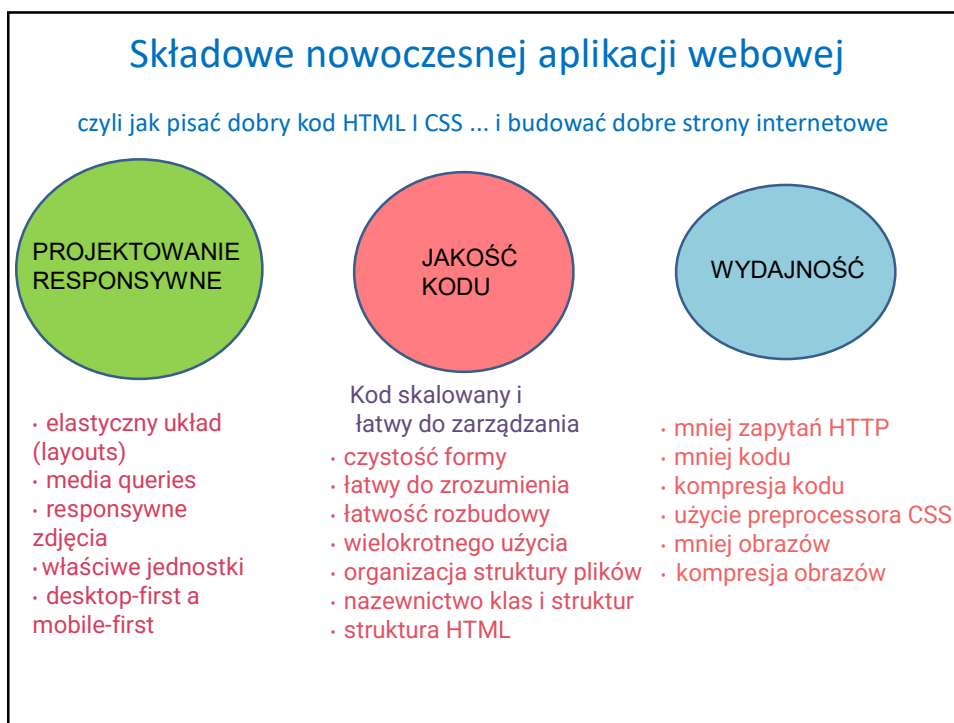 Składowe nowoczesnej aplikacji webowej
czyli jak pisać dobry kod HTML I CSS ... i budować dobre strony internetowe
PROJEKTOWANIE
RESPONSYWNE
· elastyczny układ
(layouts)
· media queries
· responsywne
zdjęcia
· właściwe jednostki
· desktop-first a
mobile-first
JAKOŚĆ
KODU
Kod skalowany i
łatwy do zarządzania
· czystość formy
· łatwy do zrozumienia
· łatwość rozbudowy
· wielokrotnego użycia
· organizacja struktury plików
· nazewnictwo klas i struktur
· struktura HTML
WYDAJNOŚĆ
· mniej zapytań HTTP
· mniej kodu
· kompresja kodu
· użycie preprocessora CSS
· mniej obrazów
· kompresja obrazów